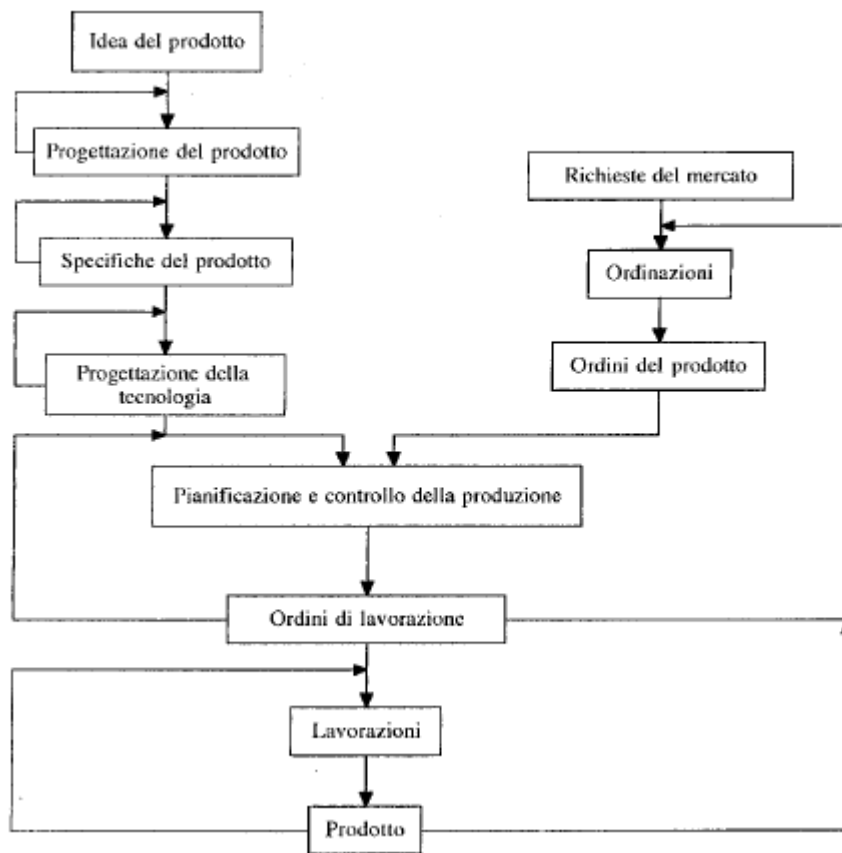 Idea del prodotto
Progettazione del prodotto
Richieste del mercato
Specifiche del prodotto
Ordinazioni
Progettazione della
tecnologia
Ordini del prodotto
Pianificazione e controllo della produzione
Ordini di lavorazione
Lavorazioni
Prodotto